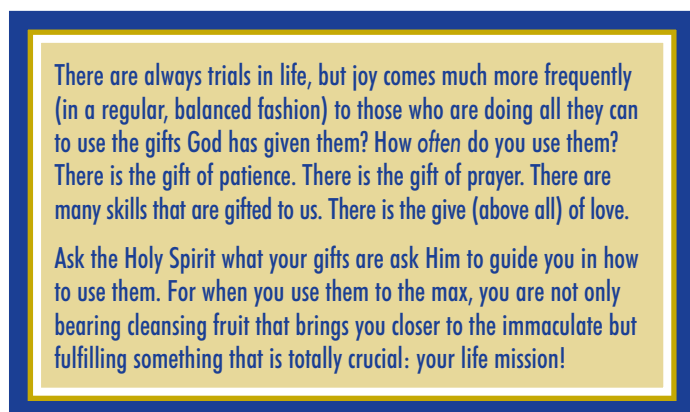 There are always trials in life, but joy comes much more frequently
(in a regular, balanced fashion) to those who are doing all they can
to use the gifts God has given them? How often do you use them?
There is the gift of patience. There is the gift of prayer. There are
many skills that are gifted to us. There is the give (above all) of love.
Ask the Holy Spirit what your gifts are ask Him to guide you in how
to use them. For when you use them to the max, you are not only
bearing cleansing fruit that brings you closer to the immaculate but
fulfilling something that is totally crucial: your life mission!